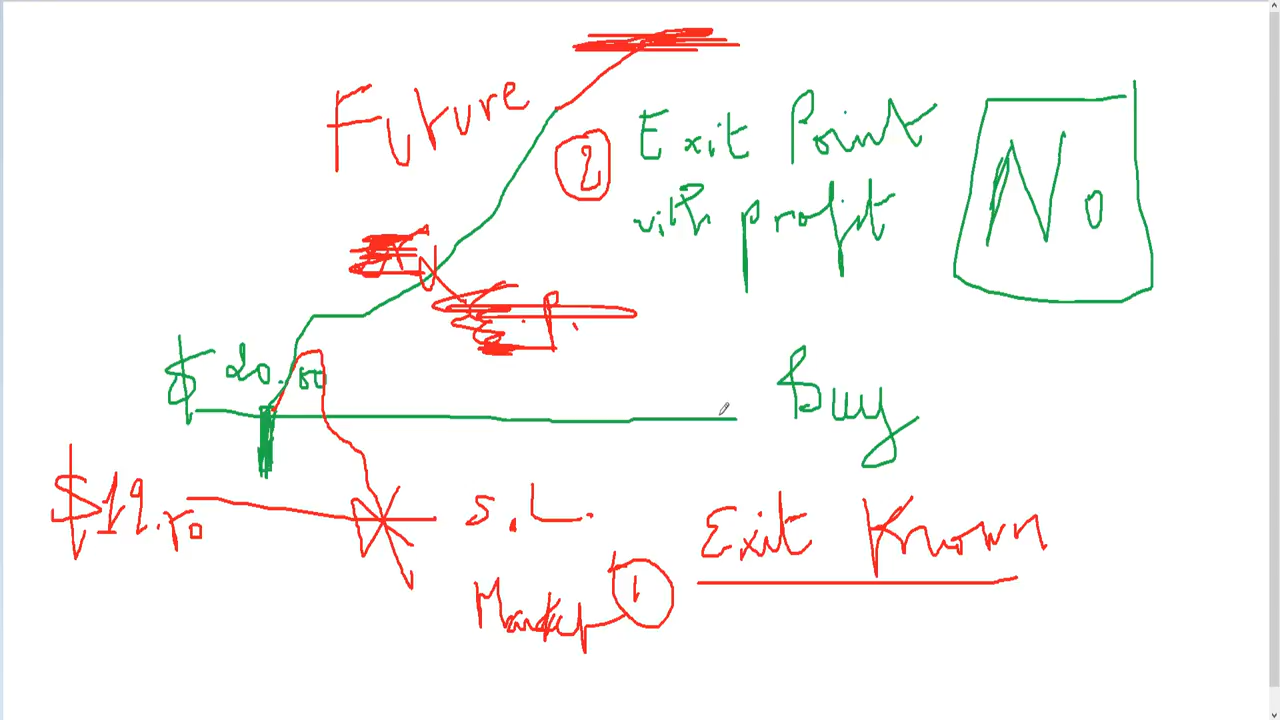 Future
2 Exit Point
with profit
No
$ 20.00
Buy
$19.50
S.L.
Exit Known
Market
1